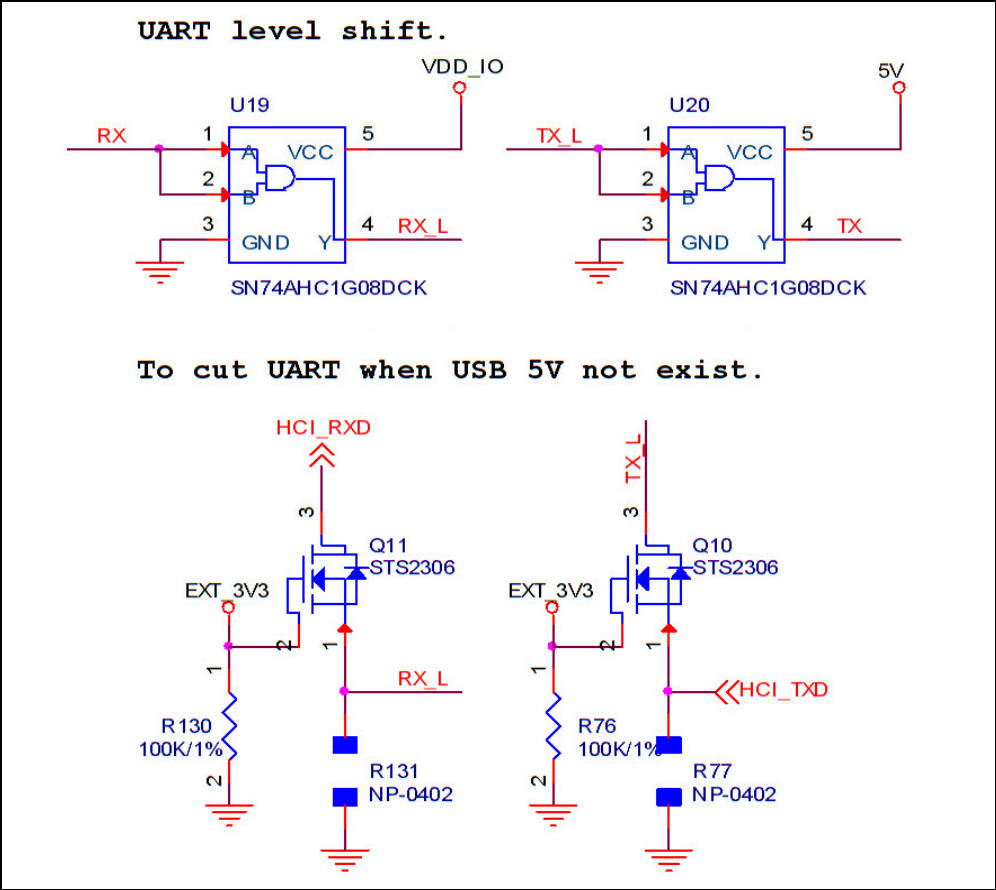 UART level shift.
VDD_IO
5V
U19
U20
RX
1
5
TX_L
1
5
A
VCC
A
VCC
2
2
B
B
3
4
RX_L
3
4
TX
GND
Y
GND
Y
SN74AHC1G08DCK
SN74AHC1G08DCK
To cut UART when USB 5V not exist.
HCI_RXD
TX_L
3
3
Q11
Q10
STS2306
STS2306
EXT_3V3
EXT_3V3
2
1
2
1
1
1
RX_L
HCI_TXD
R130
R76
100K/1%
100K/1%
2
2
R131
R77
NP-0402
NP-0402